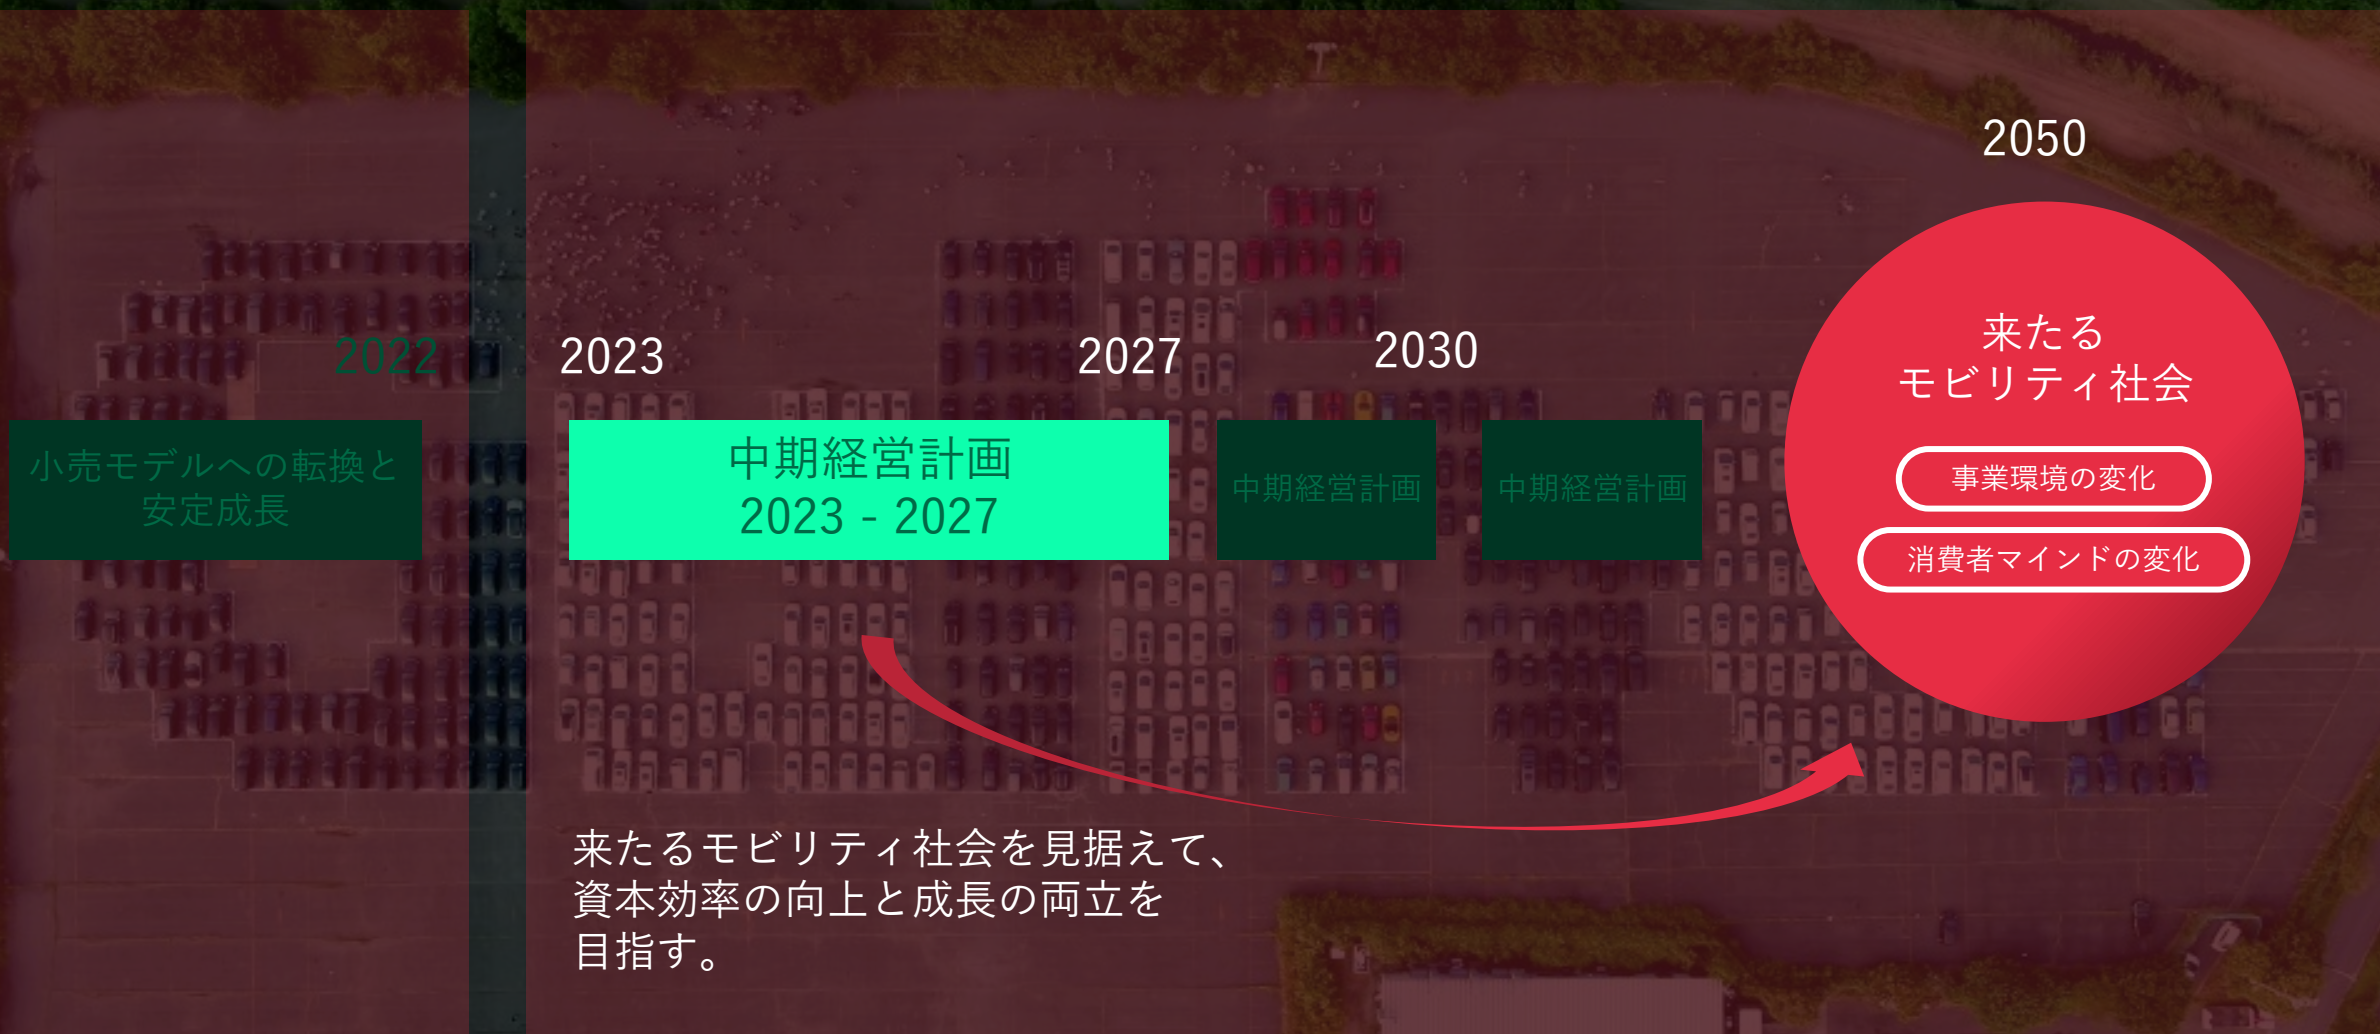 2050
2022
2023
2027
2030
小売モデルへの転換と
安定成長
中期経営計画
2023 - 2027
中期経営計画
中期経営計画
来たる
モビリティ社会
事業環境の変化
消費者マインドの変化
来たるモビリティ社会を見据えて、
資本効率の向上と成長の両立を
目指す。